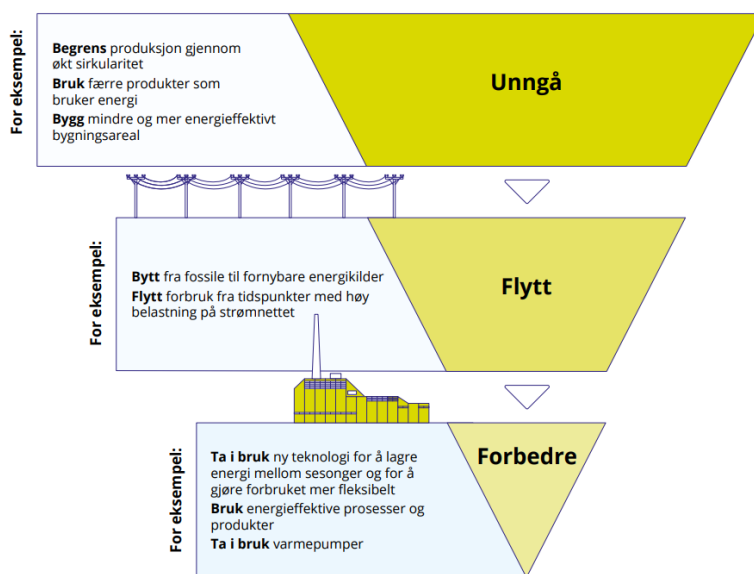 For eksempel:
Begrens produksjon gjennom
økt sirkularitet
Bruk færre produkter som
bruker energi
Bygg mindre og mer energieffektivt
bygningsareal
Unngå
For eksempel:
Bytt fra fossile til fornybare energikilder
Flytt forbruk fra tidspunkter med høy
belastning på strømnettet
Flytt
For eksempel:
Ta i bruk ny teknologi for å lagre
energi mellom sesonger og for å
gjøre forbruket mer fleksibelt
Bruk energieffektive prosesser og
produkter
Ta i bruk varmepumper
Forbedre